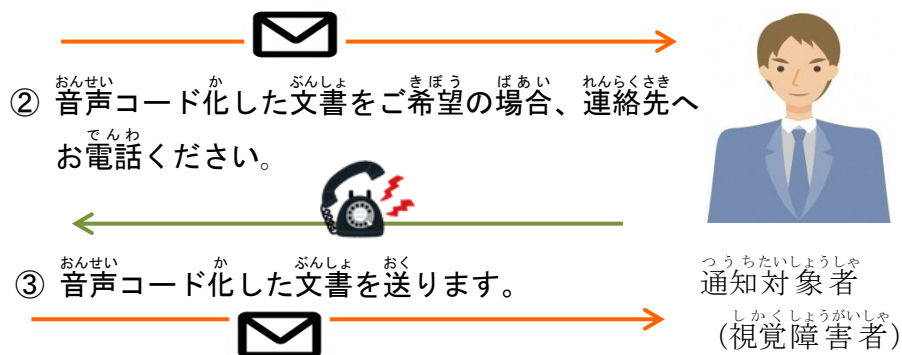 ② 音声コード化した文書をご希望の場合、連絡先へ
お電話ください。
③ 音声コード化した文書を送ります。
通知対象者
（視覚障害者）